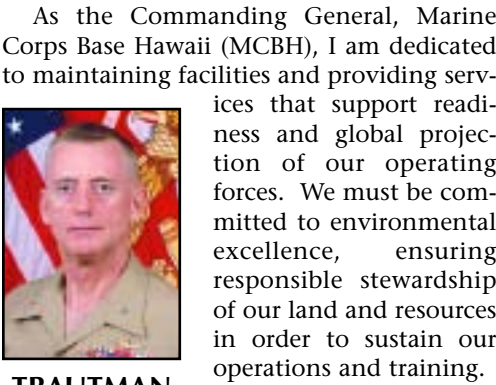 As the Commanding General, Marine
Corps Base Hawaii (MCBH), I am dedicated
to maintaining facilities and providing serv-
ices that support readi-
ness and global projec-
tion of our operating
forces. We must be com-
mitted to environmental
excellence, ensuring
responsible stewardship
of our land and resources
in order to sustain our
operations and training.
TRAUTMAN